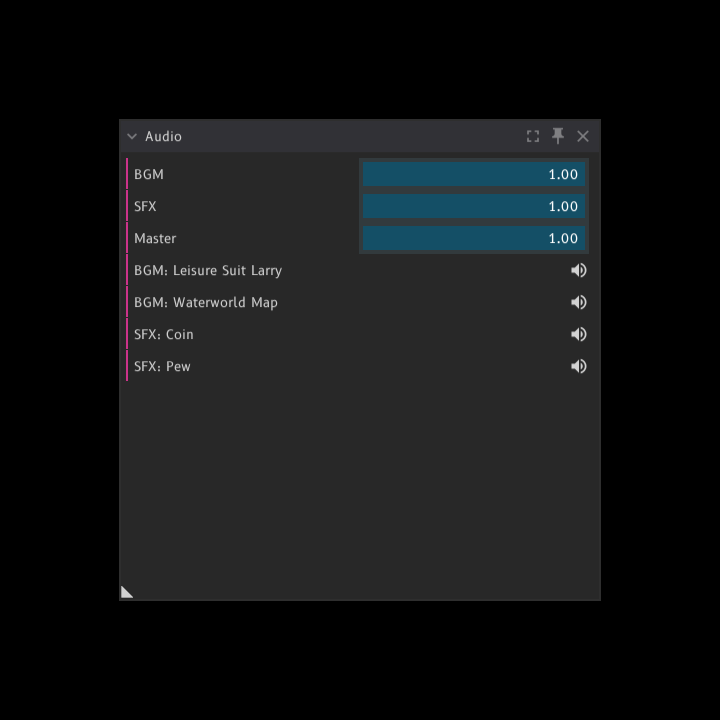 Audio
BGM 1.00
SFX 1.00
Master 1.00
BGM: Leisure Suit Larry
BGM: Waterworld Map
SFX: Coin
SFX: Pew